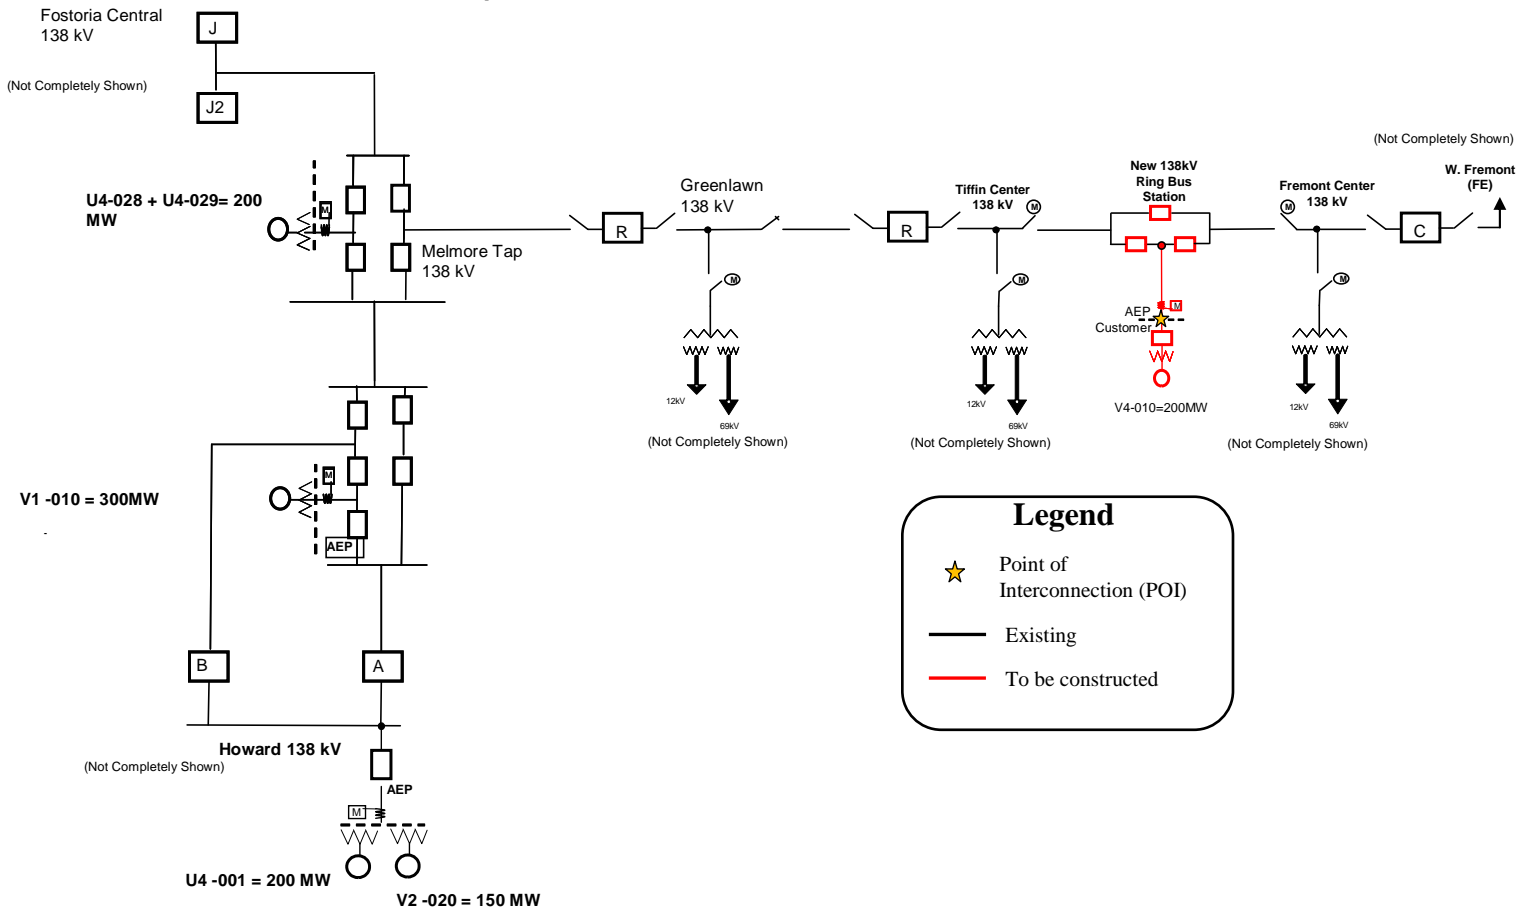 Fostoria Central
138 kV
J
(Not Completely Shown)
J2
U4-028 + U4-029= 200
MW
M
Melmore Tap
138 kV
R
Greenlawn
138 kV
M
12kV
69kV
(Not Completely Shown)
R
Tiffin Center
138 kV
M
M
12kV
69kV
(Not Completely Shown)
New 138kV
Ring Bus
Station
M
AEP
Customer
V4-010=200MW
Fremont Center
138 kV
M
M
12kV
69kV
(Not Completely Shown)
C
(Not Completely Shown)
W. Fremont
(FE)
V1 -010 = 300MW
-
M
AEP
B
A
Howard 138 kV
(Not Completely Shown)
AEP
M
U4 -001 = 200 MW
V2 -020 = 150 MW
Legend
Point of
Interconnection (POI)
Existing
To be constructed